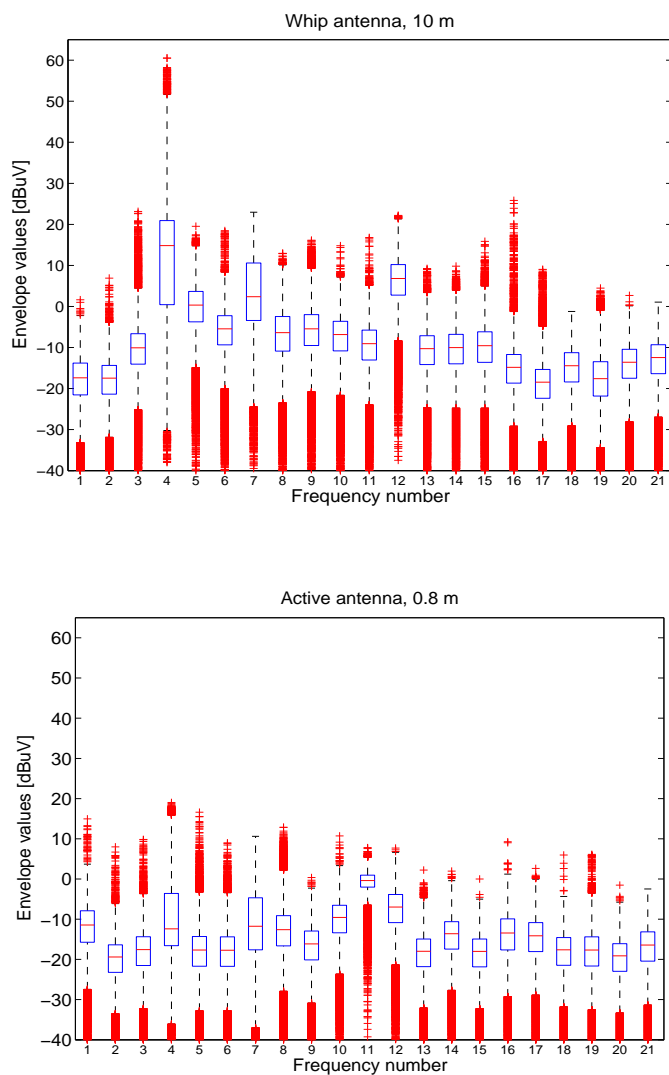 Whip antenna, 10 m
Envelope values [dBuV]
60
50
40
30
20
10
0
−10
−20
−30
−40
1 2 3 4 5 6 7 8 9 10 11 12 13 14 15 16 17 18 19 20 21
Frequency number
Active antenna, 0.8 m
Envelope values [dBuV]
60
50
40
30
20
10
0
−10
−20
−30
−40
1 2 3 4 5 6 7 8 9 10 11 12 13 14 15 16 17 18 19 20 21
Frequency number